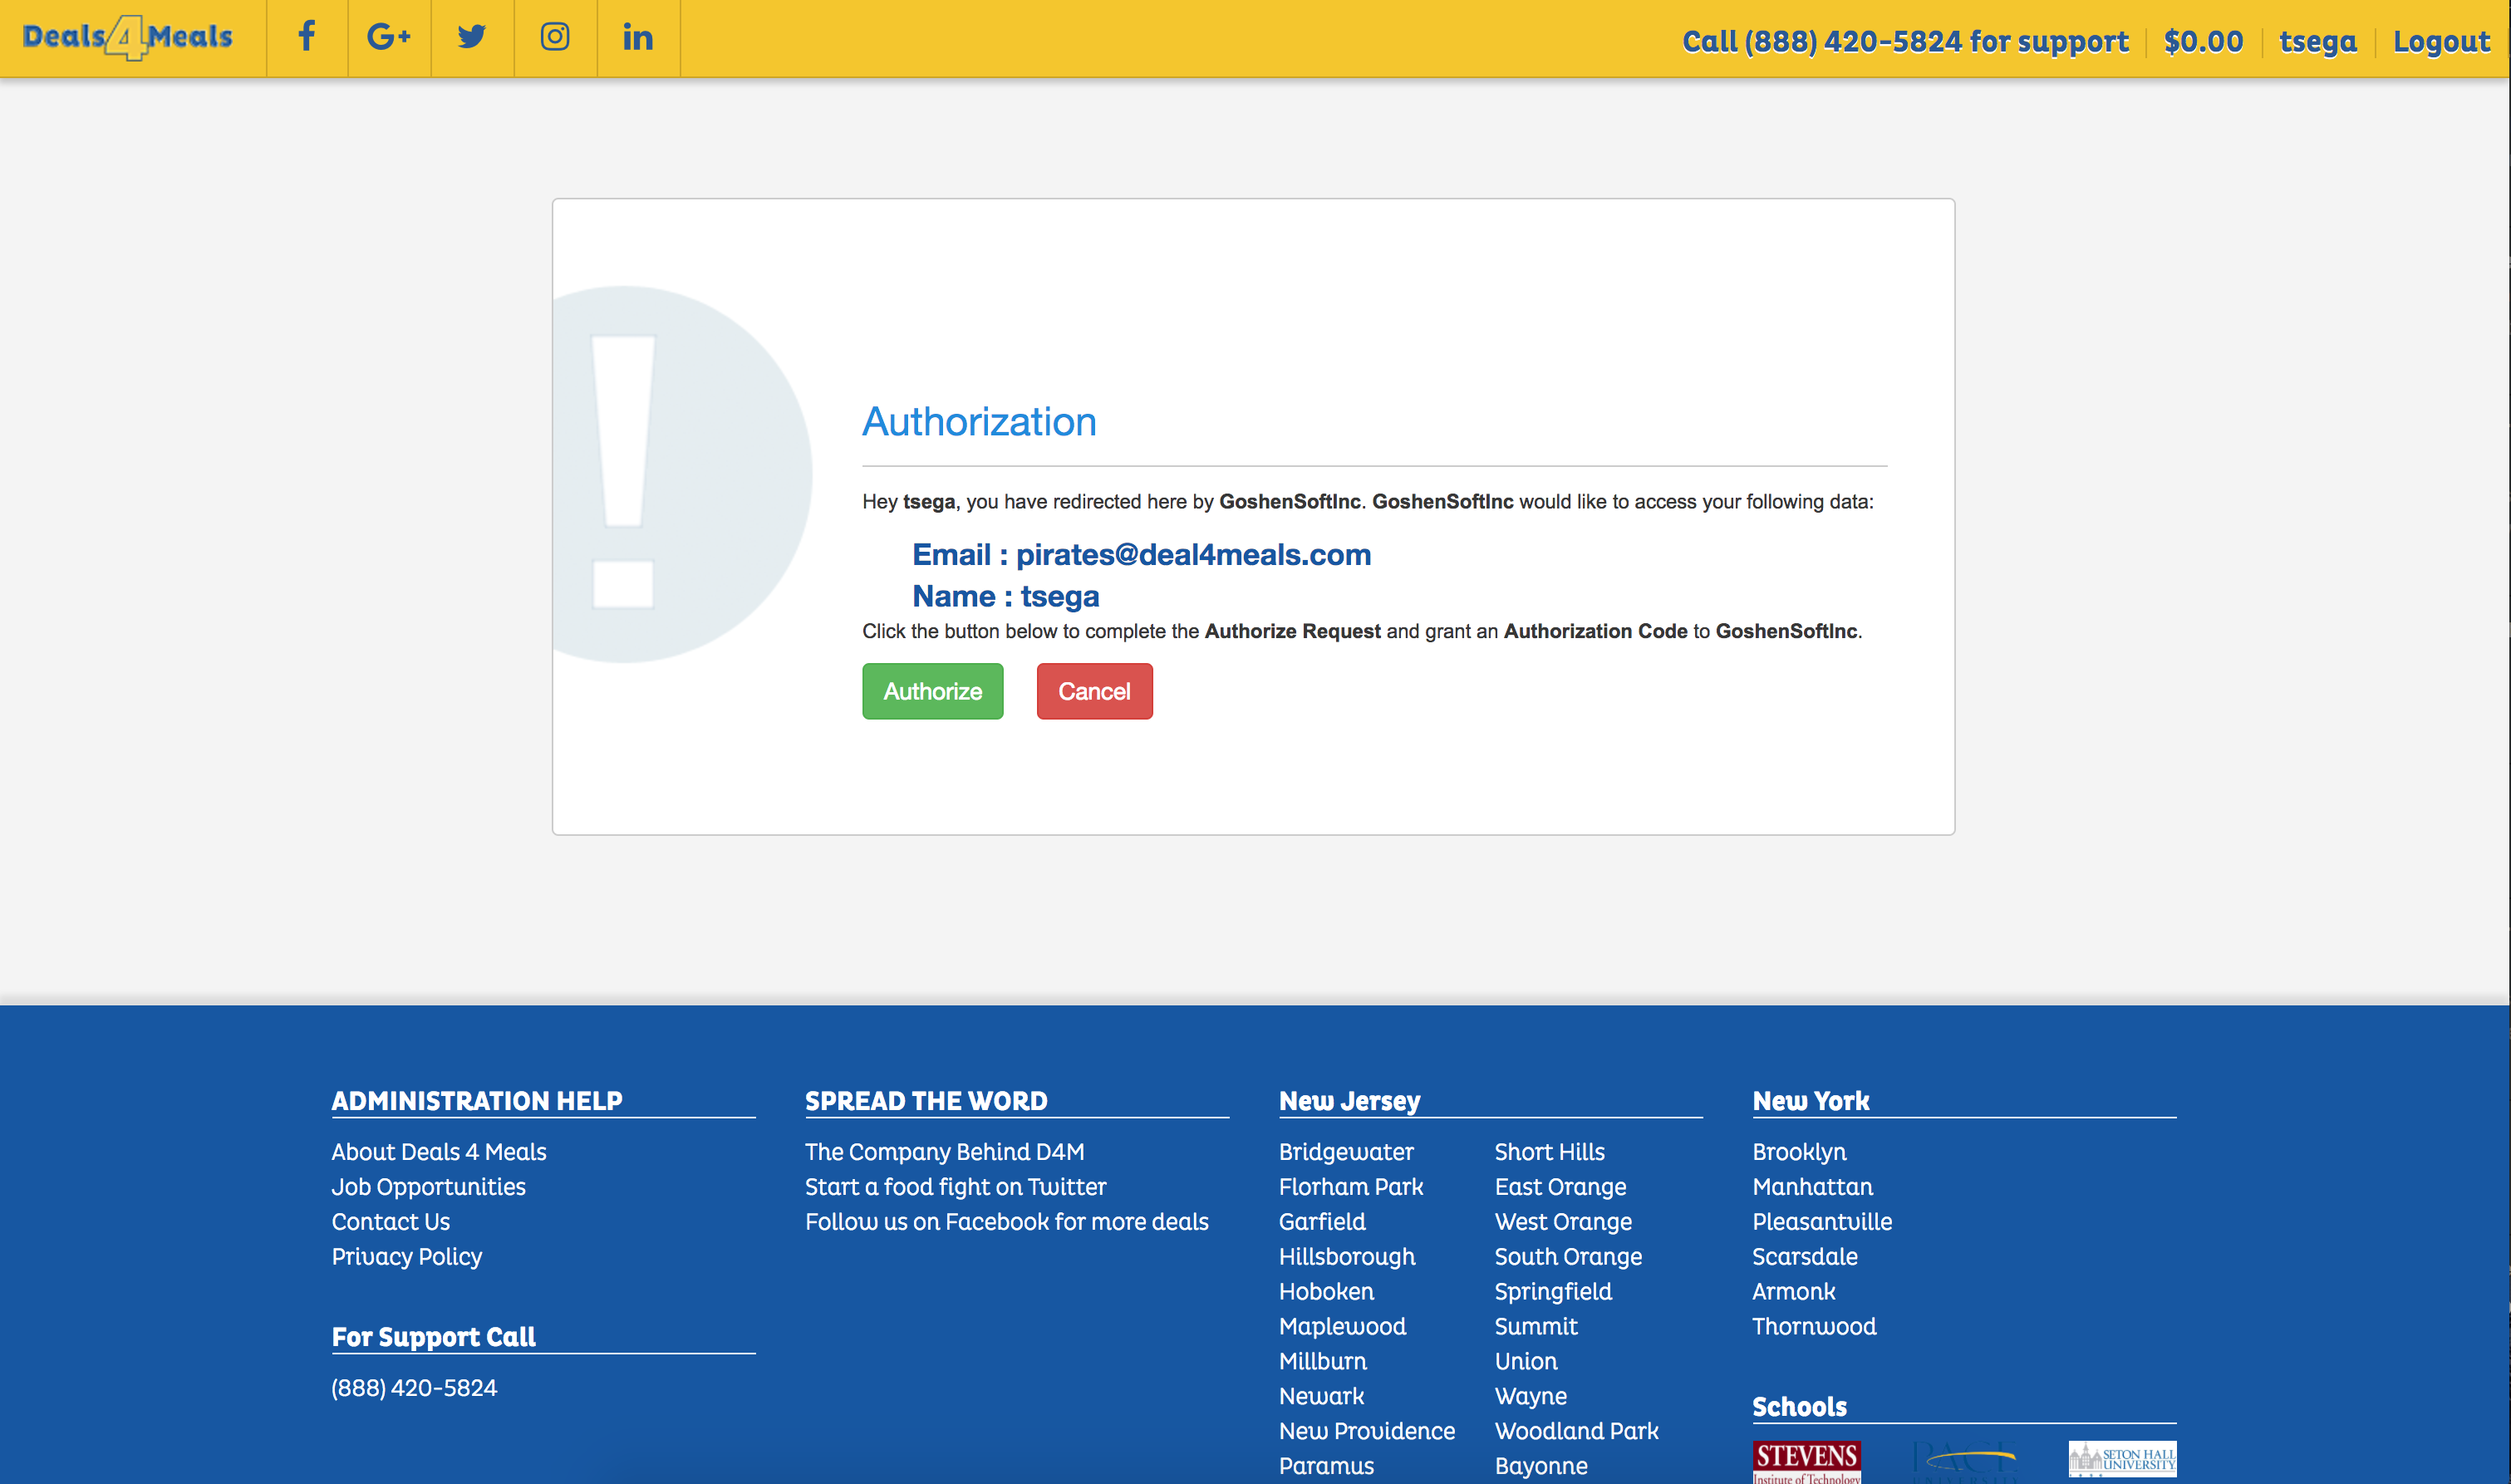 Deals4Meals
Call (888) 420-5824 for support
$0.00
tsega
Logout
Authorization
Hey tsega, you have redirected here by GoshenSoftInc. GoshenSoftInc would like to access your following data:
Email : pirates@deal4meals.com
Name : tsega
Click the button below to complete the Authorize Request and grant an Authorization Code to GoshenSoftInc.
Authorize
Cancel
ADMINISTRATION HELP
About Deals 4 Meals
Job Opportunities
Contact Us
Privacy Policy
For Support Call
(888) 420-5824
SPREAD THE WORD
The Company Behind D4M
Start a food fight on Twitter
Follow us on Facebook for more deals
New Jersey
Bridgewater
Florham Park
Garfield
Hillsborough
Hoboken
Maplewood
Millburn
Newark
New Providence
Paramus
Short Hills
East Orange
West Orange
South Orange
Springfield
Summit
Union
Wayne
Woodland Park
Bayonne
New York
Brooklyn
Manhattan
Pleasantville
Scarsdale
Armonk
Thornwood
Schools
STEVENS
Institute of Technology
PACE
UNIVERSITY
SETON HALL
UNIVERSITY